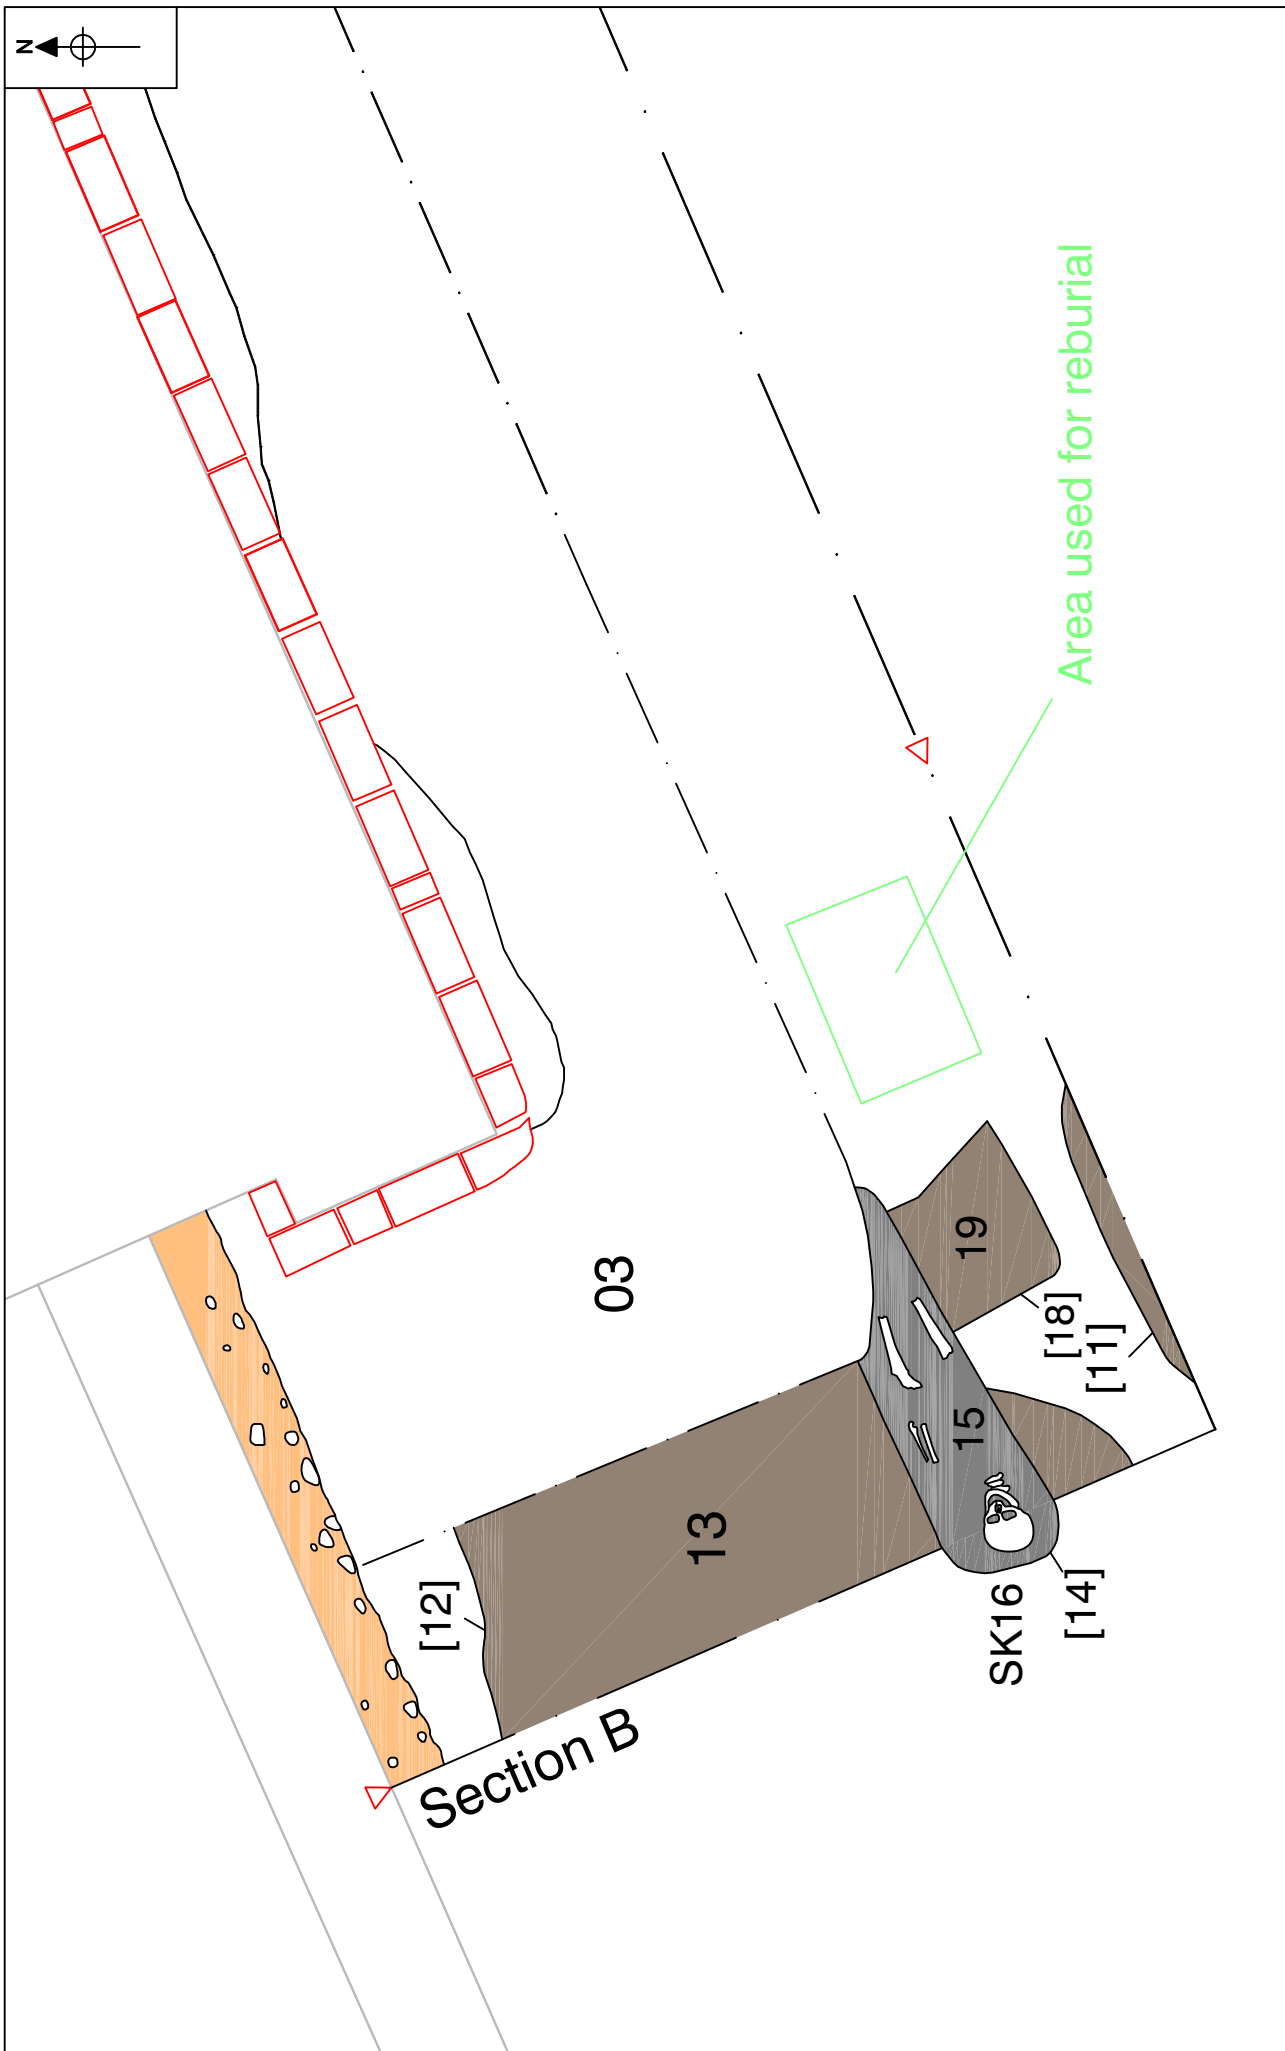 N
Area used for reburial
03
19
[18]
[11]
15
13
[12]
SK16
[14]
Section B